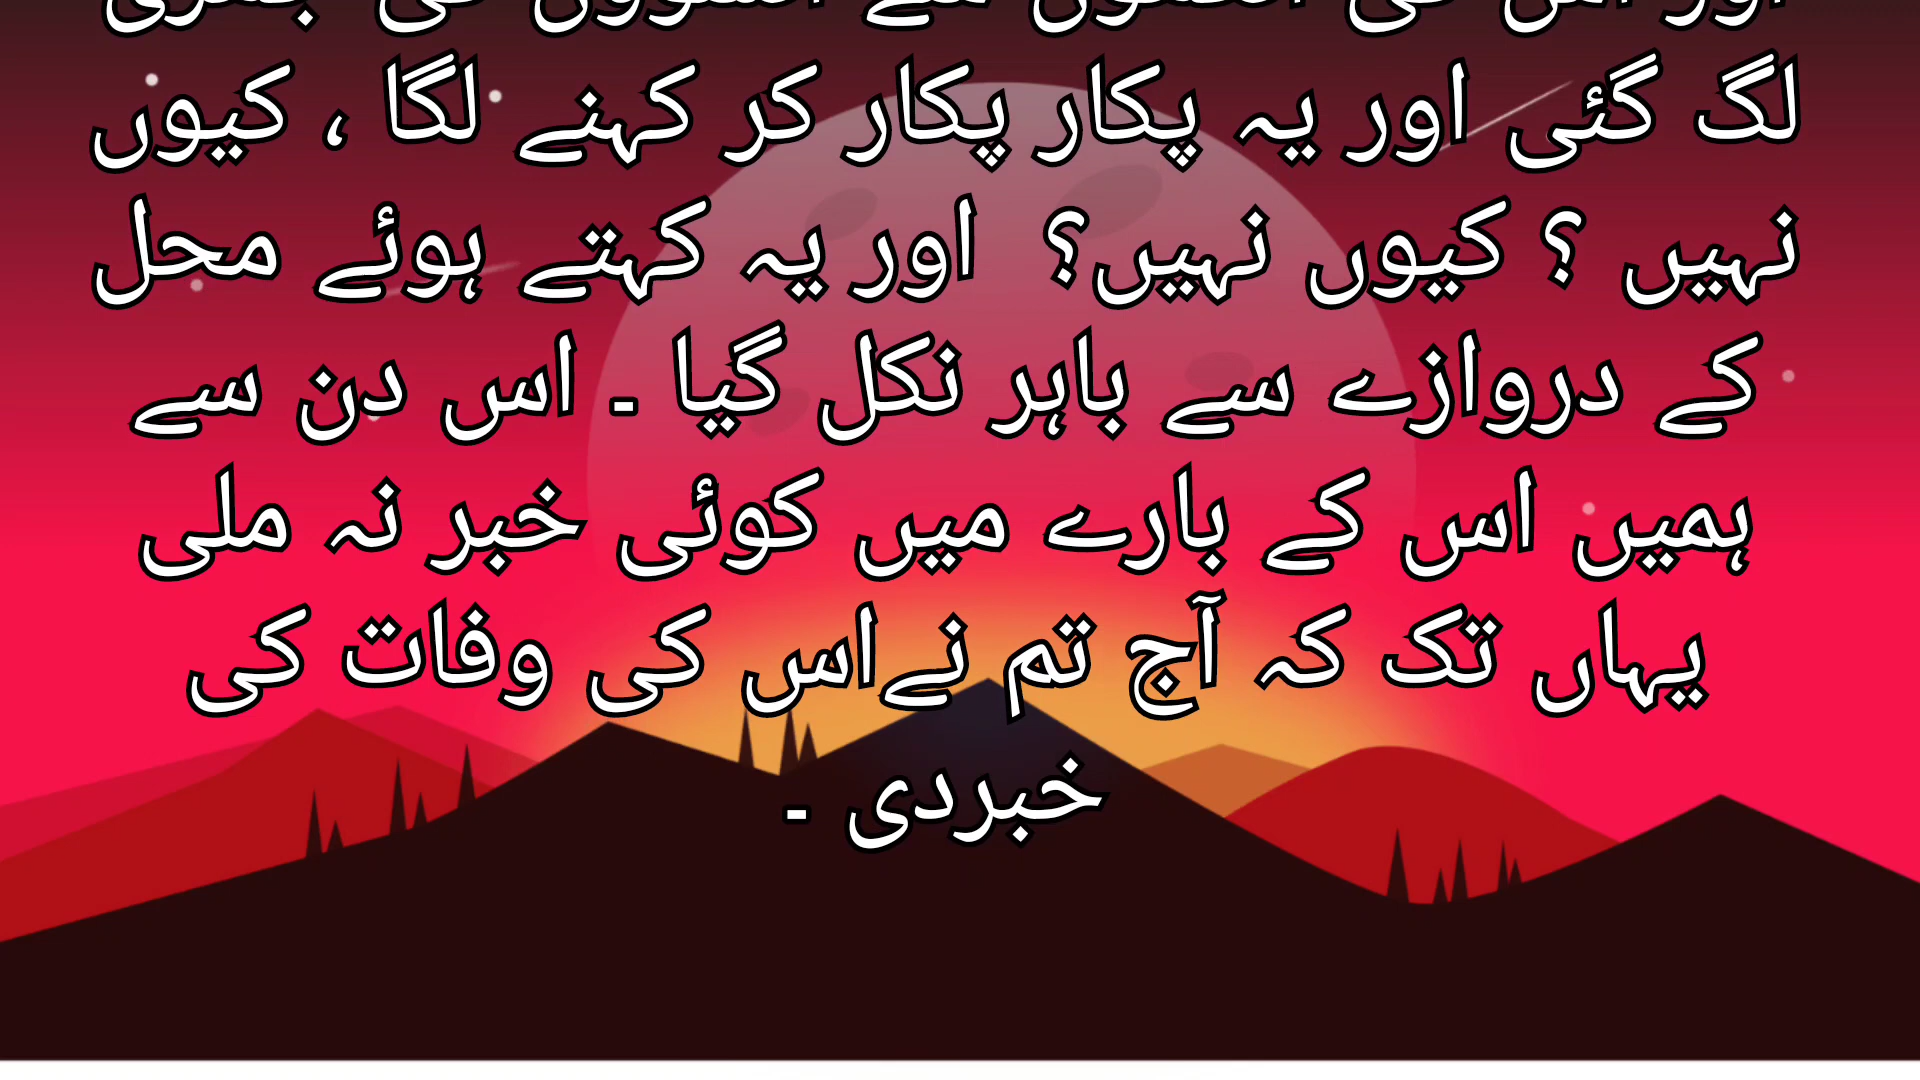 لگ گئی اور یہ پکار پکار کر کہنے لگا ، کیوں
نہیں ؟ کیوں نہیں؟ اور یہ کہتے ہوئے محل
کے دروازے سے باہر نکل گیا ۔ اس دن سے
ہمیں اس کے بارے میں کوئی خبر نہ ملی
یہاں تک کہ آج تم نےاس کی وفات کی
خبردی ۔